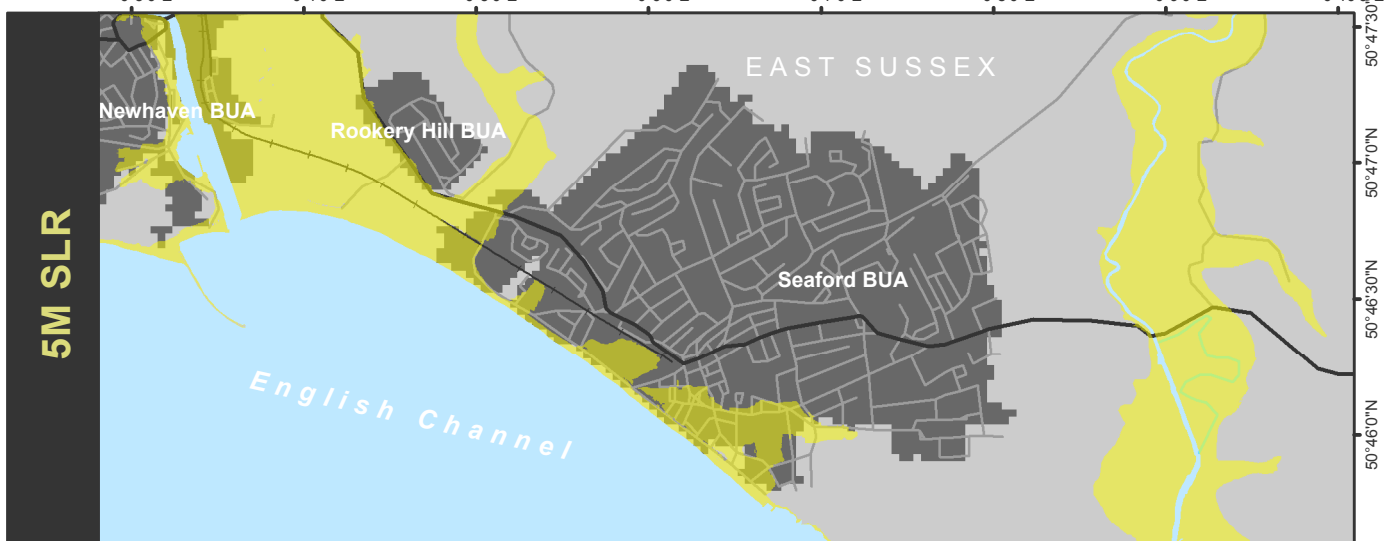 50°47'30"N
EAST SUSSEX
Newhaven BUA
Rookery Hill BUA
50°47'0"N
5M SLR
Seaford BUA
50°46'30"N
English Channel
50°46'0"N